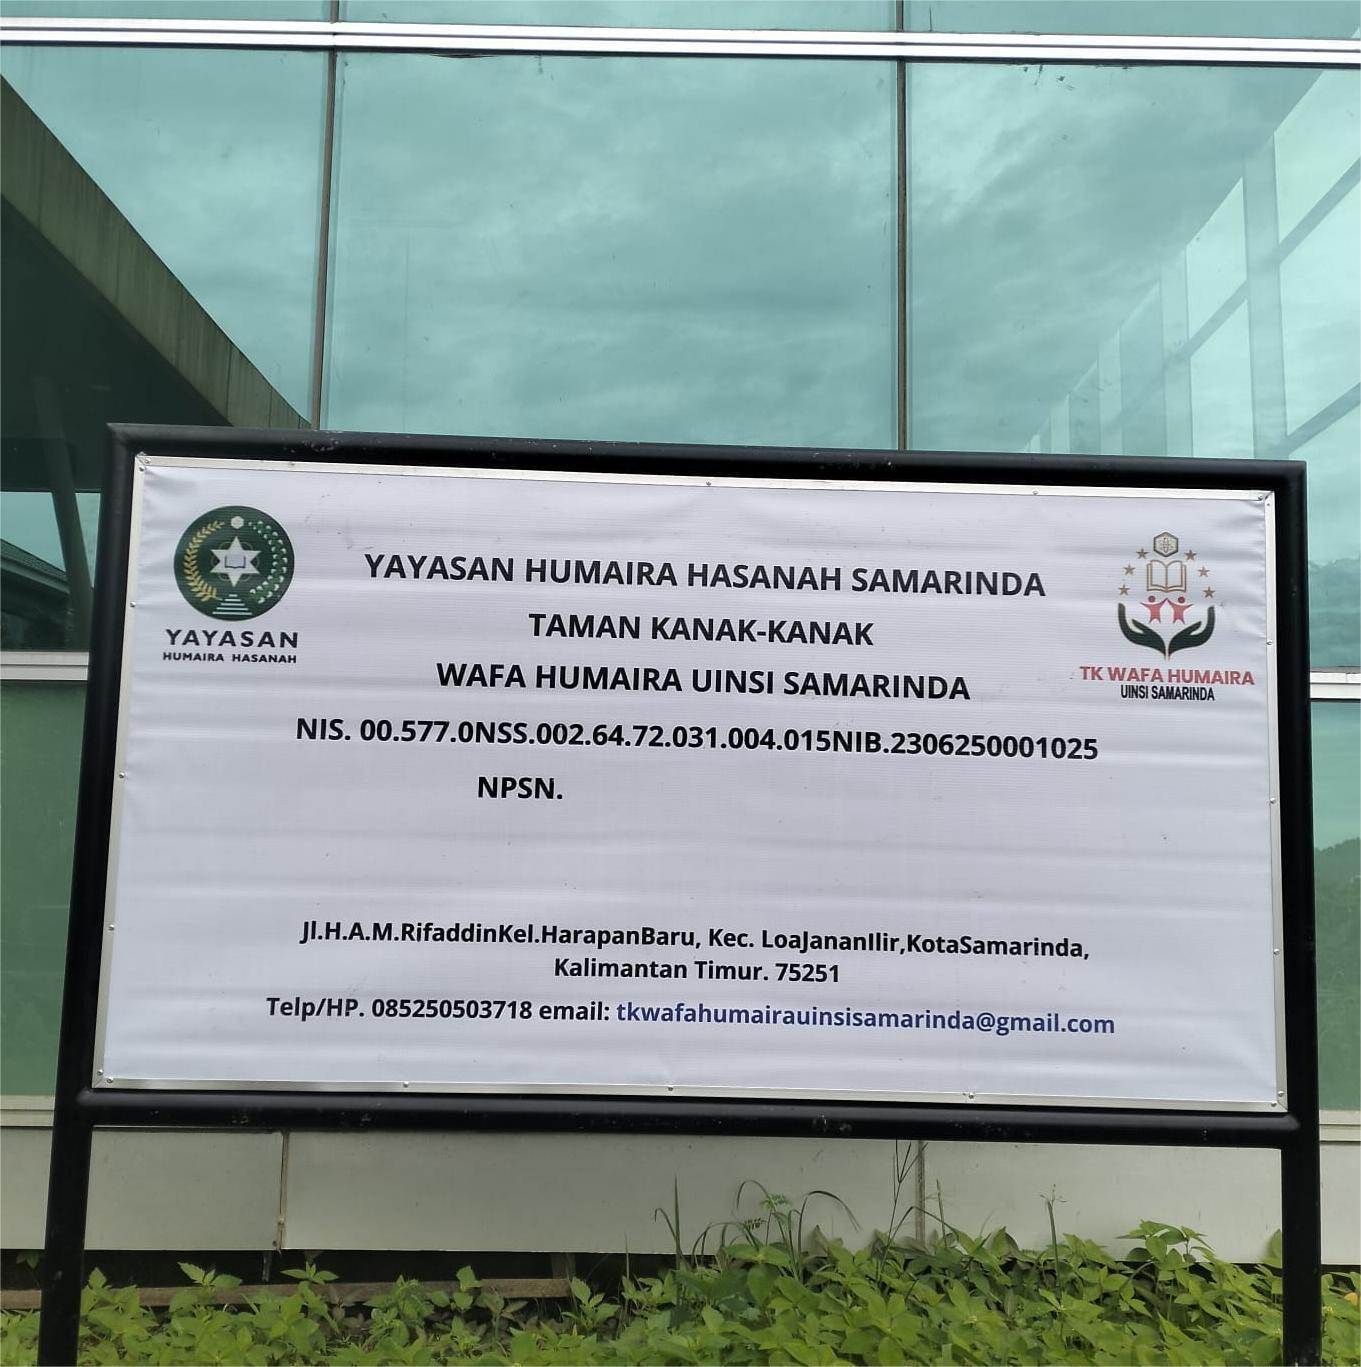 YAYASAN
HUMAIRA HASANAH
YAYASAN HUMAIRA HASANAH SAMARINDA
TAMAN KANAK-KANAK
WAFA HUMAIRA UINSI SAMARINDA
TK WAFA HUMAIRA
UINSI SAMARINDA
NIS. 00.577.0NSS.002.64.72.031.004.015NIB.2306250001025
NPSN.
Jl.H.A.M.RifaddinKel.HarapanBaru, Kec. LoaJananIlir,KotaSamarinda,
Kalimantan Timur. 75251
Telp/HP. 085250503718 email: tkwafahumairauinsisamarinda@gmail.com